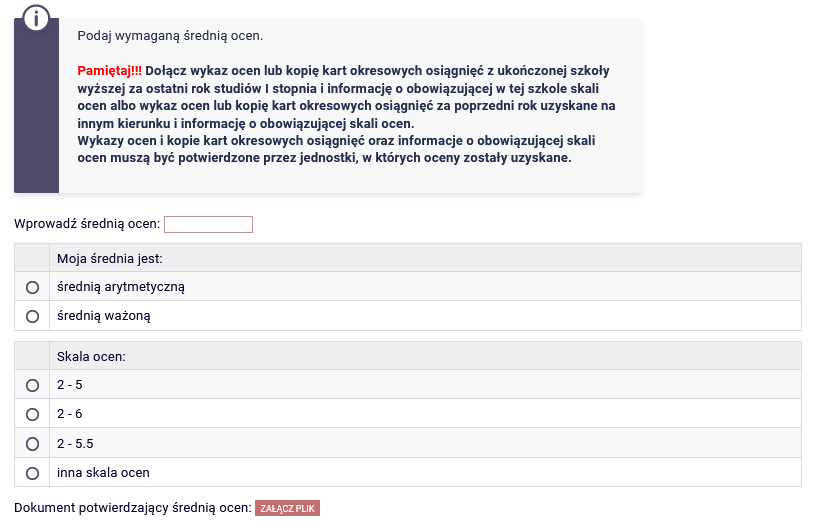 Podaj wymaganą średnią ocen.
Pamiętaj!!! Dołącz wykaz ocen lub kopię kart okresowych osiągnięć z ukończonej szkoły
wyższej za ostatni rok studiów I stopnia i informację o obowiązującej w tej szkole skali
ocen albo wykaz ocen lub kopię kart okresowych osiągnięć za poprzedni rok uzyskane na
innym kierunku i informację o obowiązującej skali ocen.
Wykazy ocen i kopie kart okresowych osiągnięć oraz informacje o obowiązującej skali
ocen muszą być potwierdzone przez jednostki, w których oceny zostały uzyskane.
Wprowadź średnią ocen:
Moja średnia jest:
średnią arytmetyczną
średnią ważoną
Skala ocen:
2 - 5
2 - 6
2 - 5.5
inna skala ocen
Dokument potwierdzający średnią ocen: ZAŁĄCZ PLIK